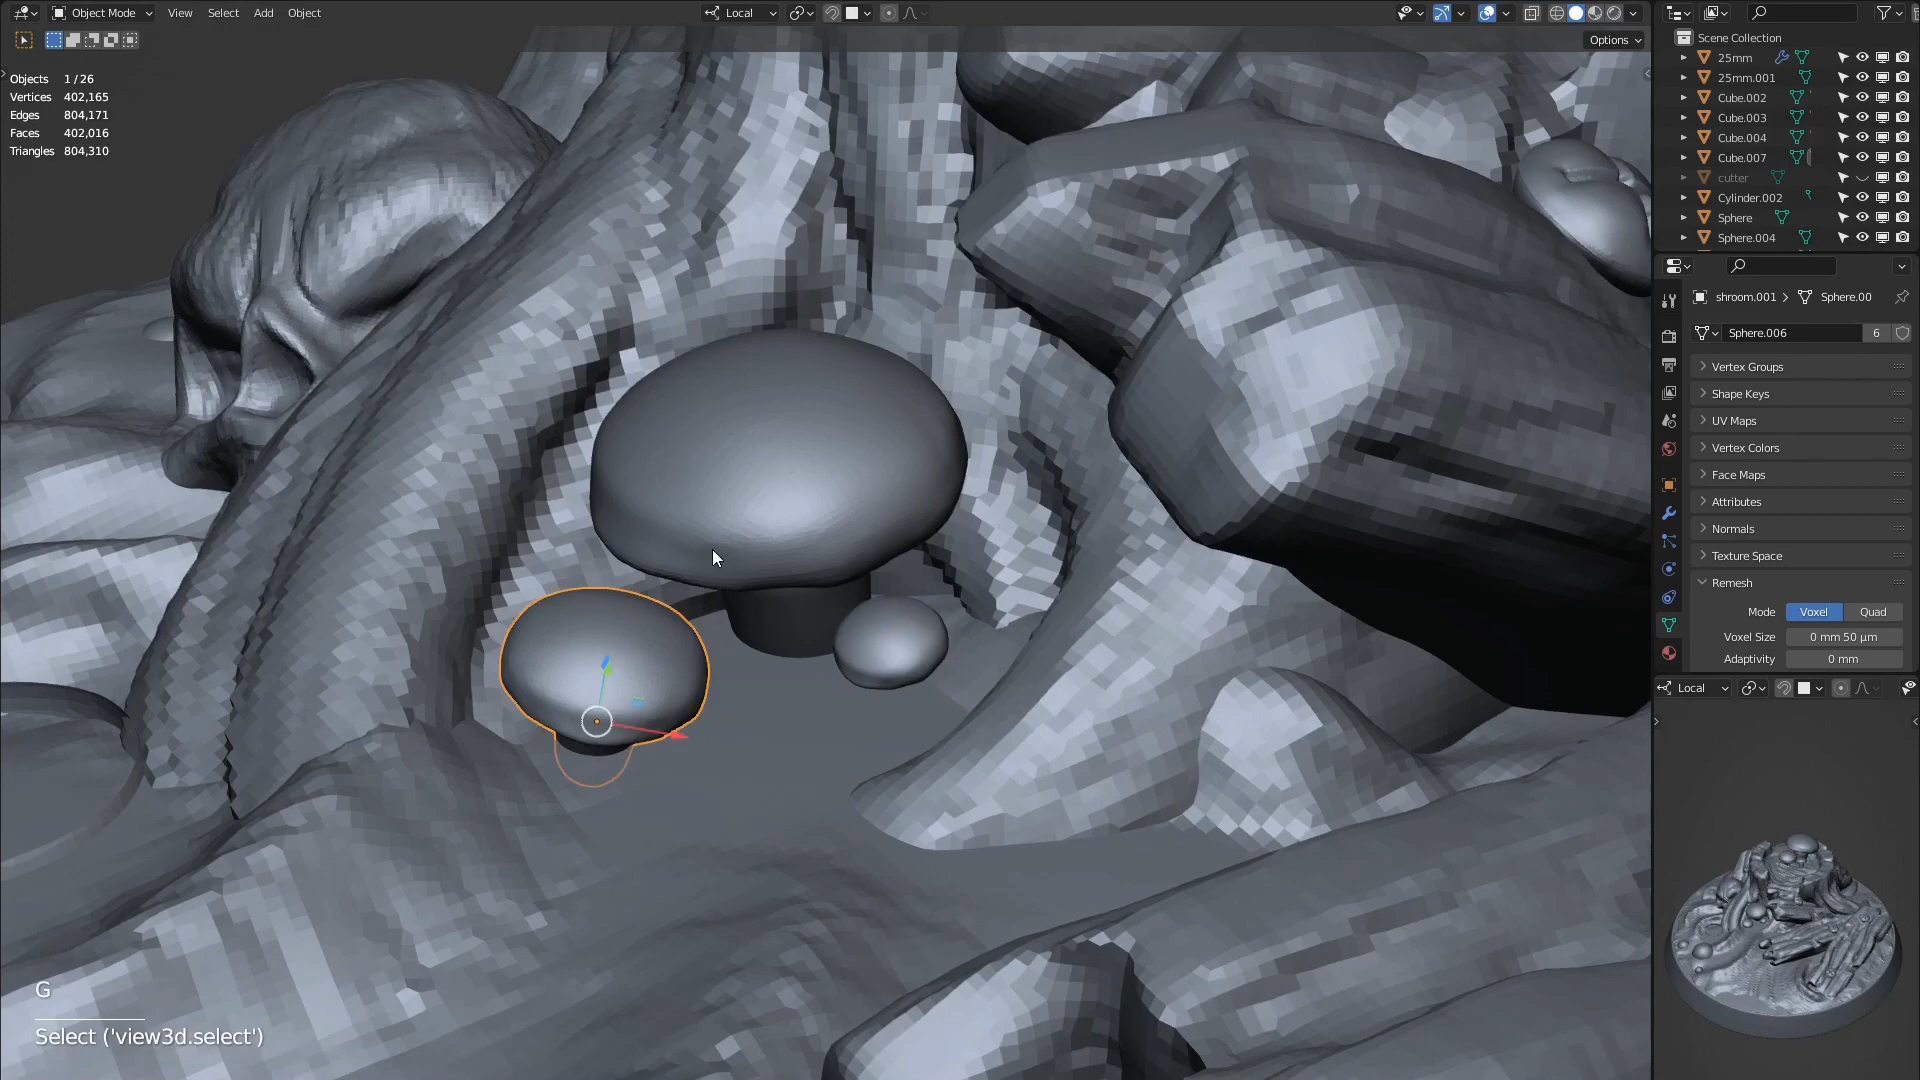 Object Mode View Select Add Object Local
Options
Objects 1 / 26
Vertices 402,165
Edges 804,171
Faces 402,016
Triangles 804,310
G
Select ('view3d.select')
Scene Collection
25mm
25mm.001
Cube.002
Cube.003
Cube.004
Cube.007
cutter
Cylinder.002
Sphere
Sphere.004
shroom.001 Sphere.00
Sphere.006 6
Vertex Groups
Shape Keys
UV Maps
Vertex Colors
Face Maps
Attributes
Normals
Texture Space
Remesh
Mode Voxel Quad
Voxel Size 0 mm 50 µm
Adaptivity 0 mm
Local